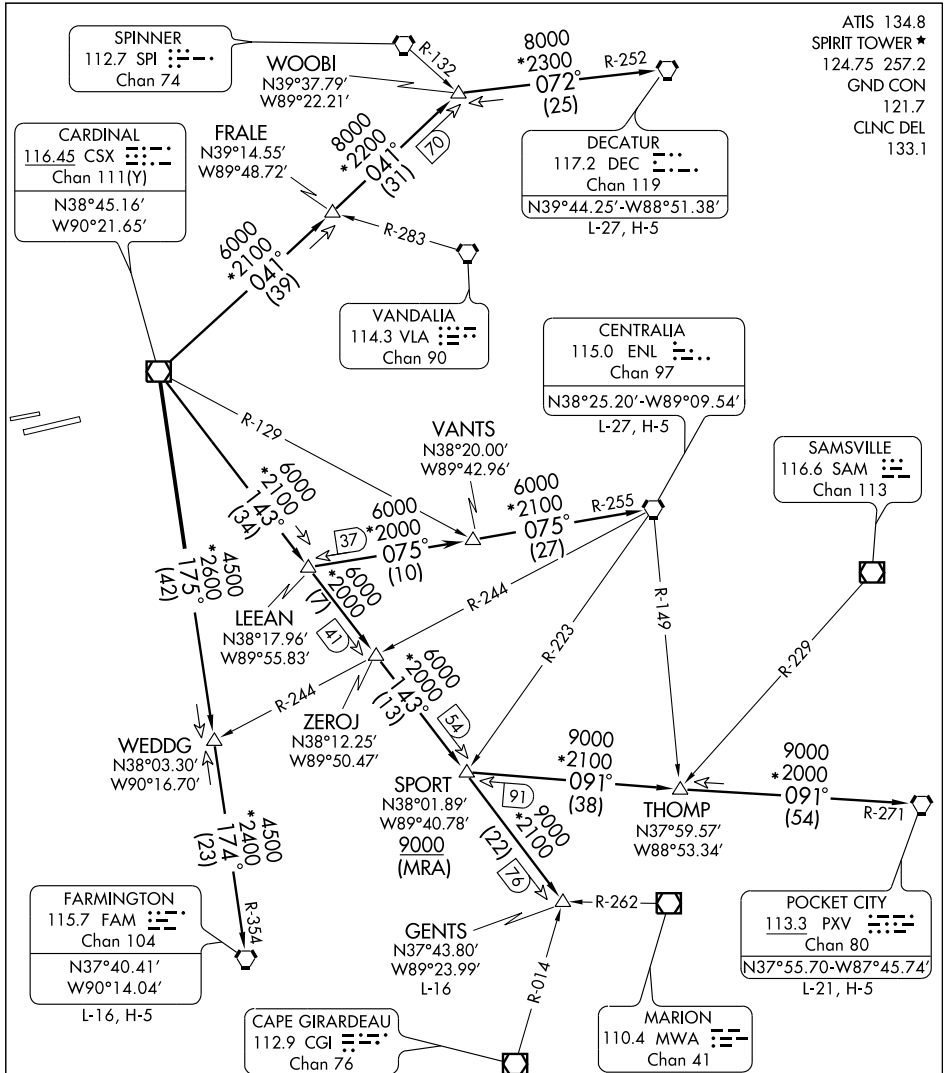 ATIS 134.8
SPIRIT TOWER ★
124.75 257.2
GND CON
121.7
CLNC DEL
133.1
SPINNER
112.7 SPI
Chan 74
R-132
WOOBI
N39°37.79′
W89°22.21′
8000
*2300
072°
(25)
R-252
DECATUR
117.2 DEC
Chan 119
N39°44.25′-W88°51.38′
L-27, H-5
CARDINAL
116.45 CSX
Chan 111(Y)
N38°45.16′
W90°21.65′
FRALE
N39°14.55′
W89°48.72′
8000
*2200
041°
(31)
70
6000
*2100
041°
(39)
R-283
VANDALIA
114.3 VLA
Chan 90
CENTRALIA
115.0 ENL
Chan 97
N38°25.20′-W89°09.54′
L-27, H-5
R-129
VANTS
N38°20.00′
W89°42.96′
SAMSVILLE
116.6 SAM
Chan 113
6000
*2100
143°
(34)
37
6000
*2000
075°
(10)
6000
*2100
075°
(27)
R-255
4500
*2600
175°
(42)
LEEAN
N38°17.96′
W89°55.83′
6000
*2000
(7)
41
R-244
R-223
R-149
R-229
R-244
WEDDG
N38°03.30′
W90°16.70′
ZEROJ
N38°12.25′
W89°50.47′
6000
*2000
143°
(13)
54
SPORT
N38°01.89′
W89°40.78′
9000
(MRA)
9000
*2100
091°
(38)
91
THOMP
N37°59.57′
W88°53.34′
9000
*2000
091°
(54)
R-271
9000
*2100
(22)
76
4500
*2400
174°
(23)
R-354
FARMINGTON
115.7 FAM
Chan 104
N37°40.41′
W90°14.04′
L-16, H-5
GENTS
N37°43.80′
W89°23.99′
L-16
R-262
R-014
POCKET CITY
113.3 PXV
Chan 80
N37°55.70-W87°45.74′
L-21, H-5
CAPE GIRARDEAU
112.9 CGI
Chan 76
MARION
110.4 MWA
Chan 41